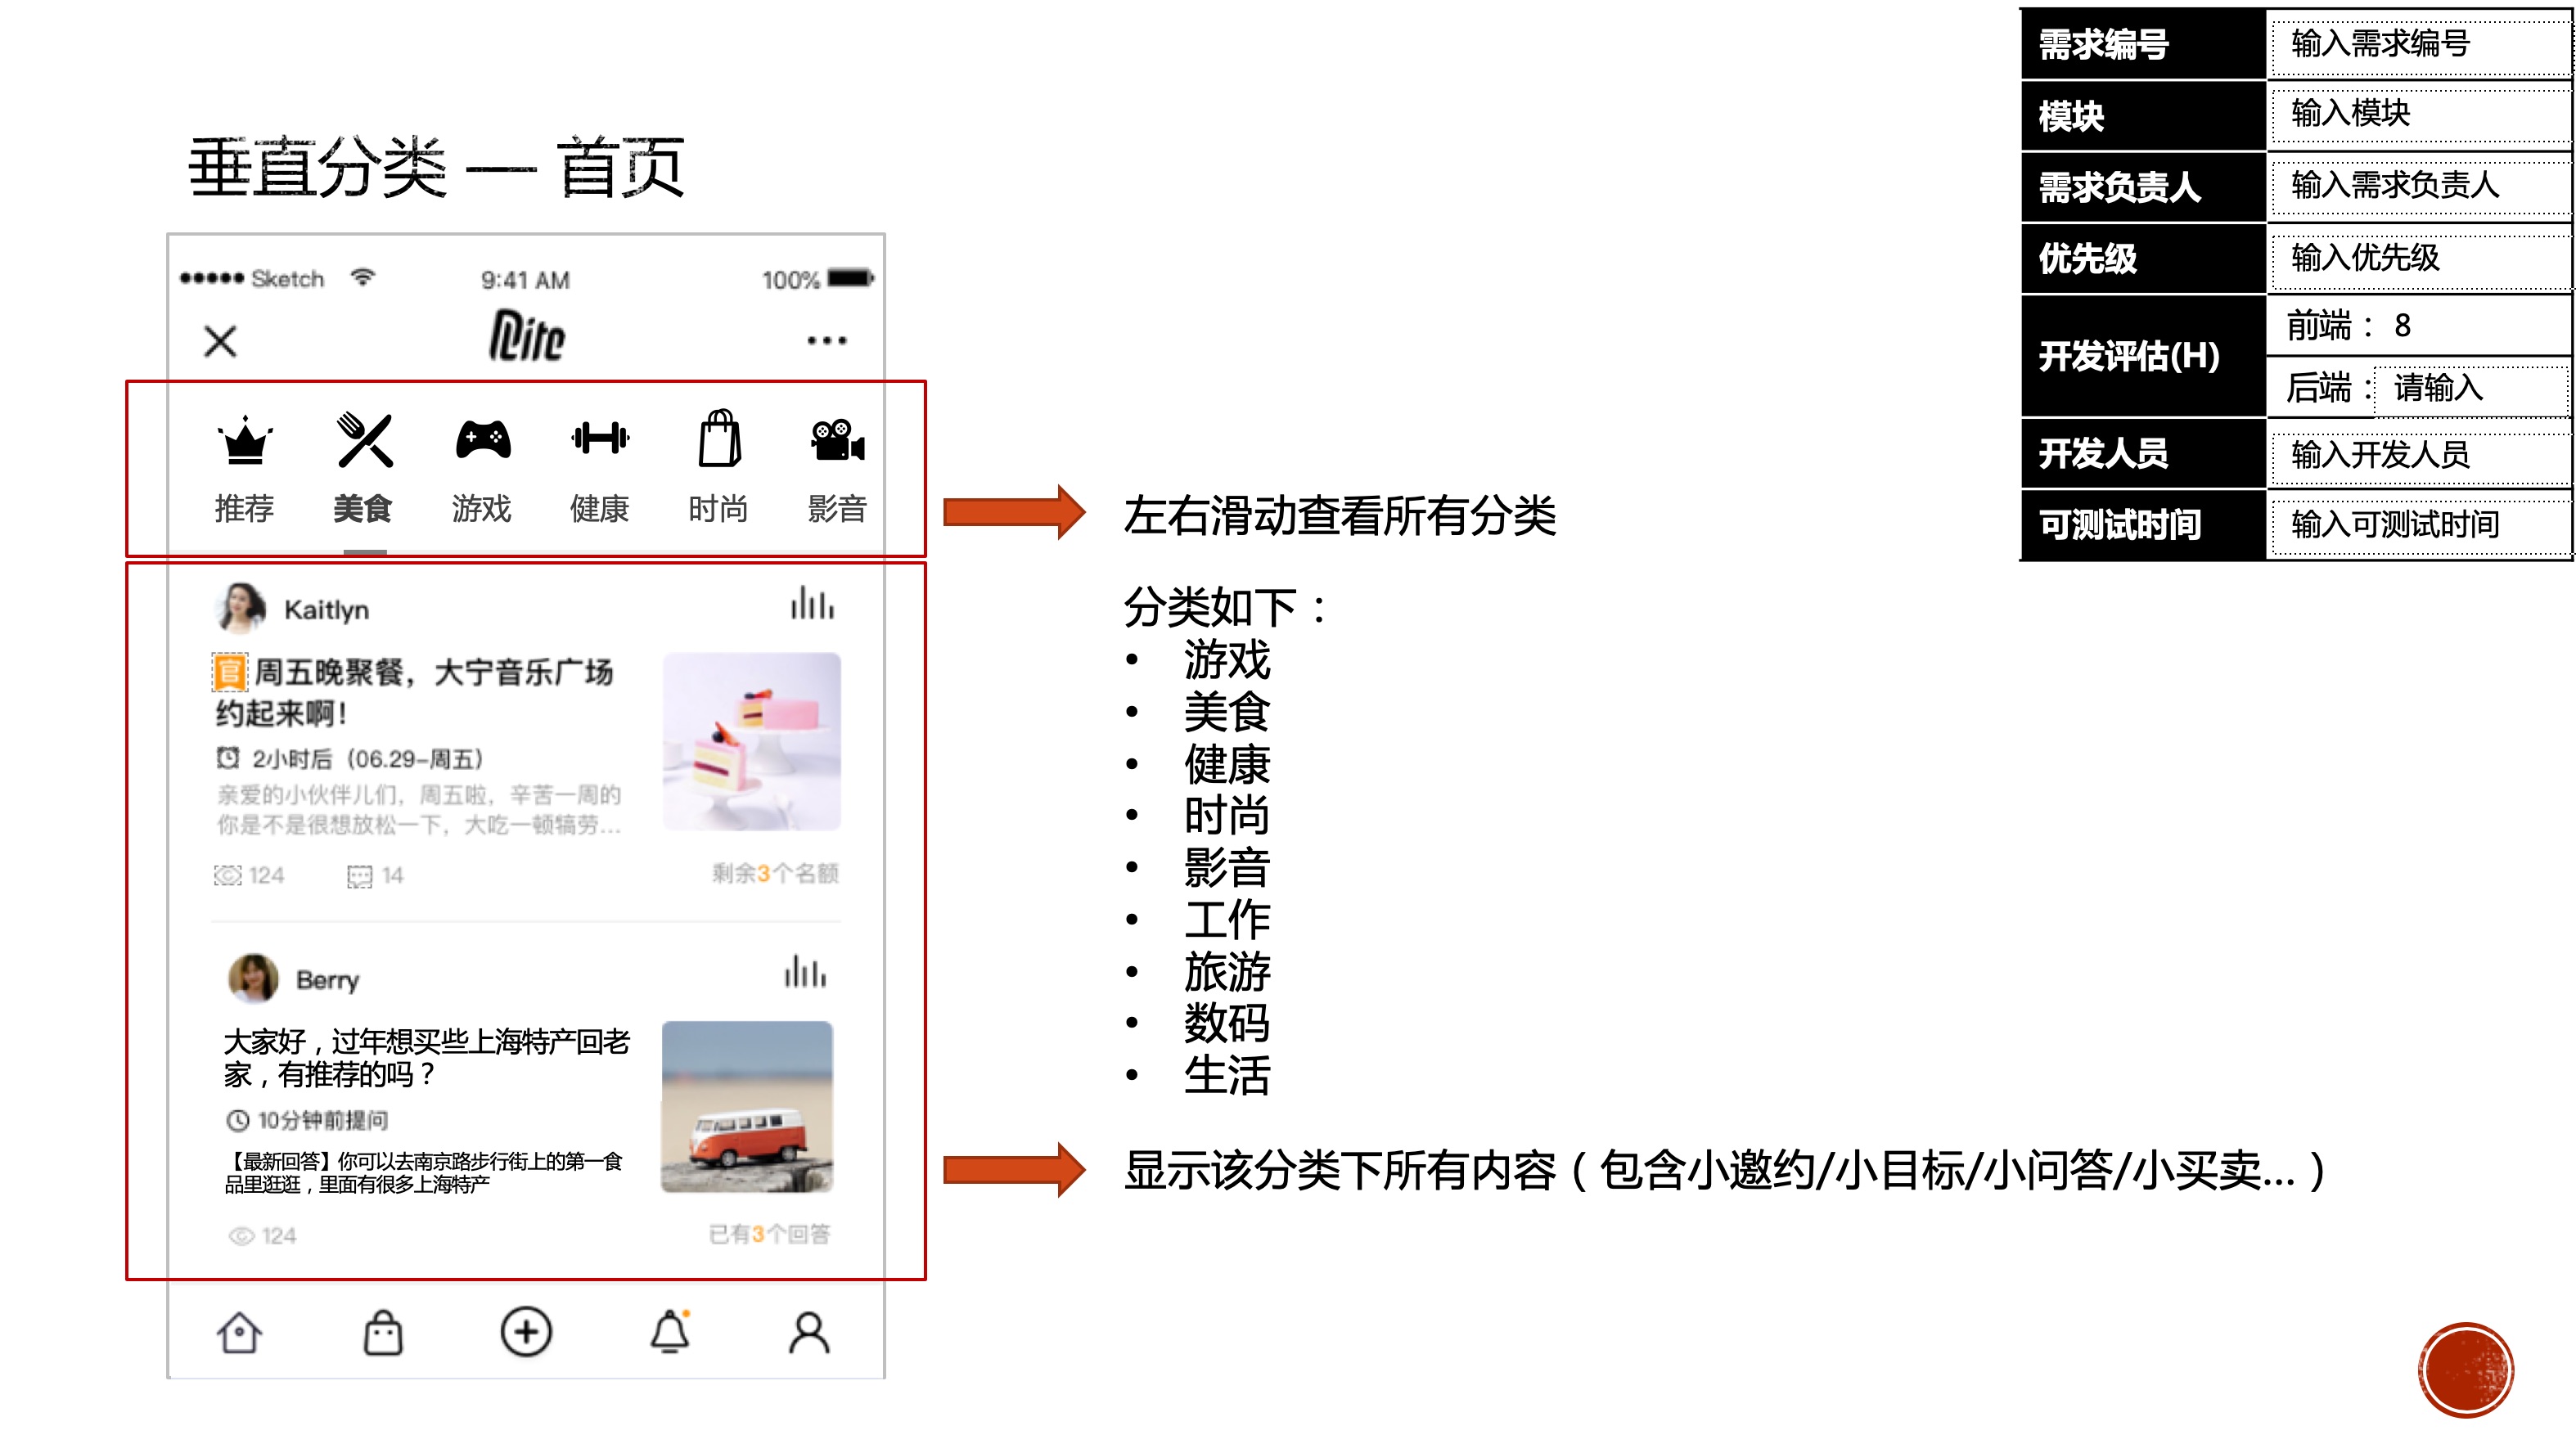 垂直分类 — 首页
需求编号 输入需求编号
模块 输入模块
需求负责人 输入需求负责人
优先级 输入优先级
开发评估(H) 前端： 8
后端： 请输入
开发人员 输入开发人员
可测试时间 输入可测试时间
Sketch 9:41 AM 100%
推荐 美食 游戏 健康 时尚 影音
Kaitlyn
官 周五晚聚餐，大宁音乐广场
约起来啊！
2小时后（06.29-周五）
亲爱的小伙伴儿们，周五啦，辛苦一周的
你是不是很想放松一下，大吃一顿犒劳...
124 14 剩余3个名额
Berry
大家好，过年想买些上海特产回老
家，有推荐的吗？
10分钟前提问
【最新回答】你可以去南京路步行街上的第一食
品里逛逛，里面有很多上海特产
124 已有3个回答
左右滑动查看所有分类
分类如下：
• 游戏
• 美食
• 健康
• 时尚
• 影音
• 工作
• 旅游
• 数码
• 生活
显示该分类下所有内容（包含小邀约/小目标/小问答/小买卖...）